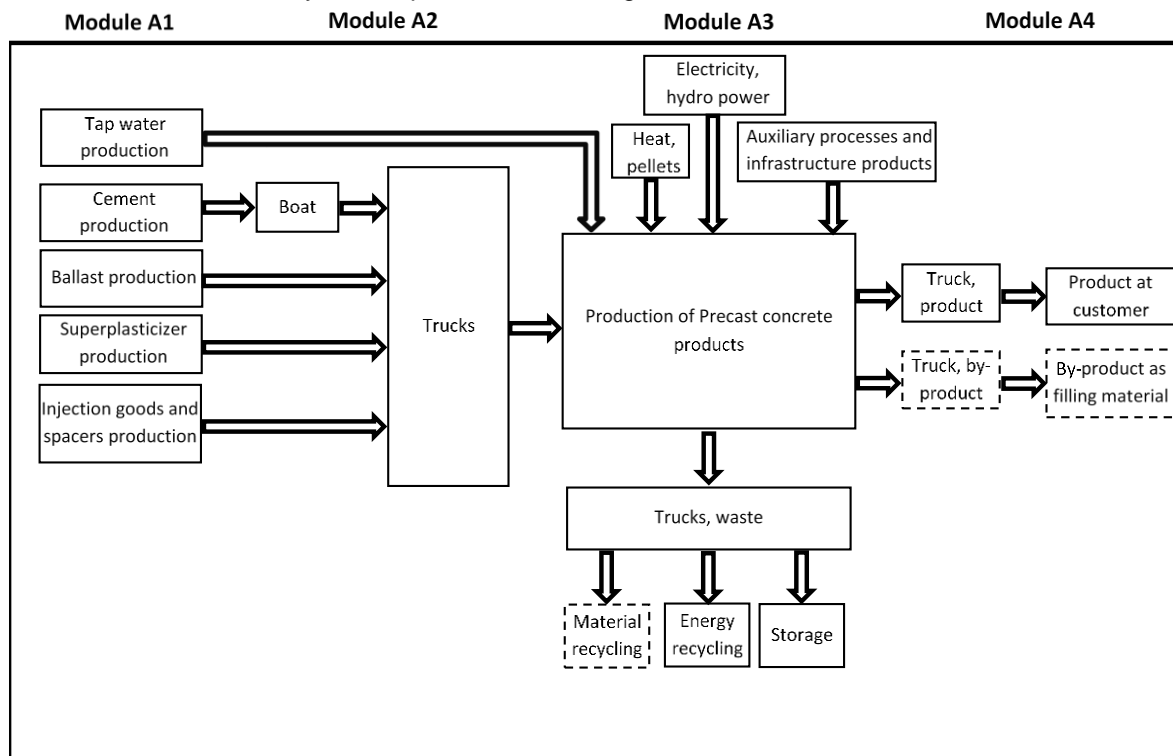 Module A1
Module A2
Module A3
Module A4
Electricity,
hydro power
Tap water
production
Heat,
pellets
Auxiliary processes and
infrastructure products
Cement
production
Boat
Ballast production
Trucks
Production of Precast concrete
products
Truck,
product
Product at
customer
Superplasticizer
production
Truck, by-
product
By-product as
filling material
Injection goods and
spacers production
Trucks, waste
Material
recycling
Energy
recycling
Storage